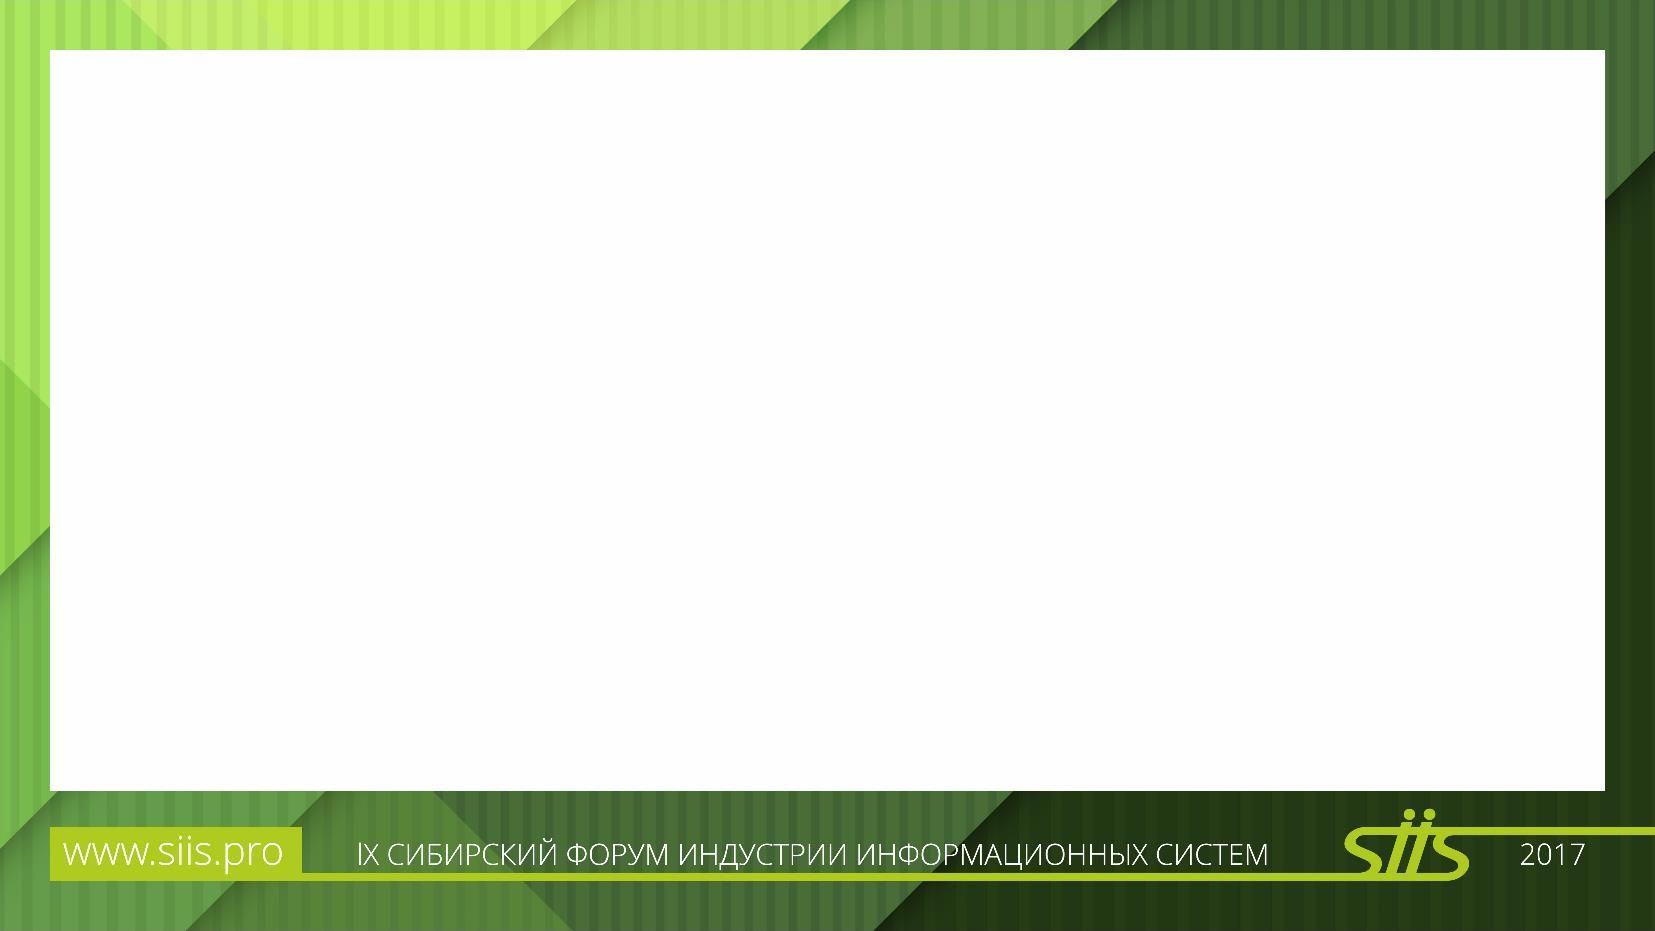 www.siis.pro
IX СИБИРСКИЙ ФОРУМ ИНДУСТРИИ ИНФОРМАЦИОННЫХ СИСТЕМ
siis
2017